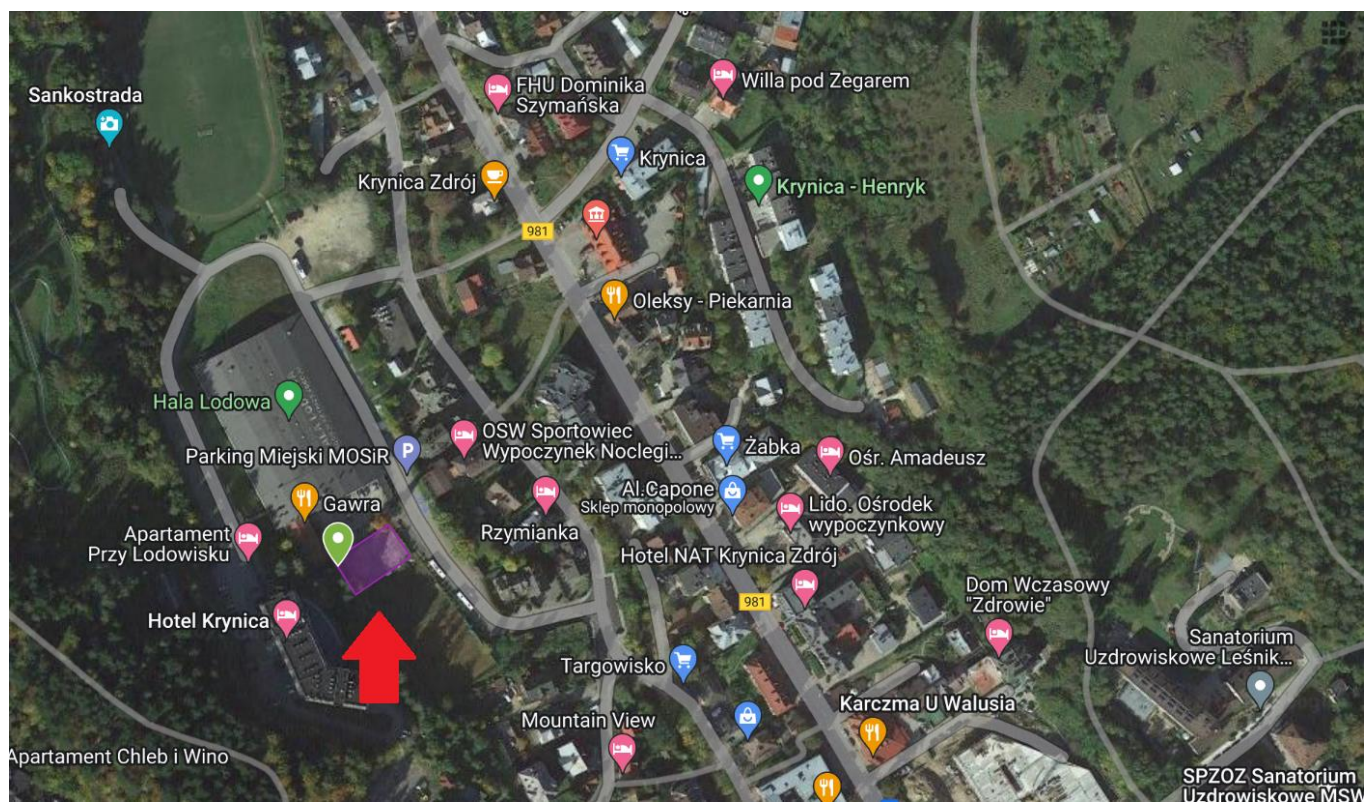 FHU Dominika
Szymańska
Willa pod Zegarem
Sankostrada
Krynica
Krynica Zdrój
Krynica - Henryk
981
Oleksy - Piekarnia
Hala Lodowa
OSW Sportowiec
Wypoczynek Noclegi...
Parking Miejski MOSiR
P
Żabka
Ośr. Amadeusz
Al.Capone
Sklep monopolowy
Lido. Ośrodek
wypoczynkowy
Gawra
Apartament
Przy Lodowisku
Rzymianka
Hotel NAT Krynica Zdrój
981
Dom Wczasowy
"Zdrowie"
Hotel Krynica
Sanatorium
Uzdrowiskowe Leśnik...
Targowisko
Karczma U Walusia
Mountain View
Apartament Chleb i Wino
SPZOZ Sanatorium
Uzdrowiskowe MSW